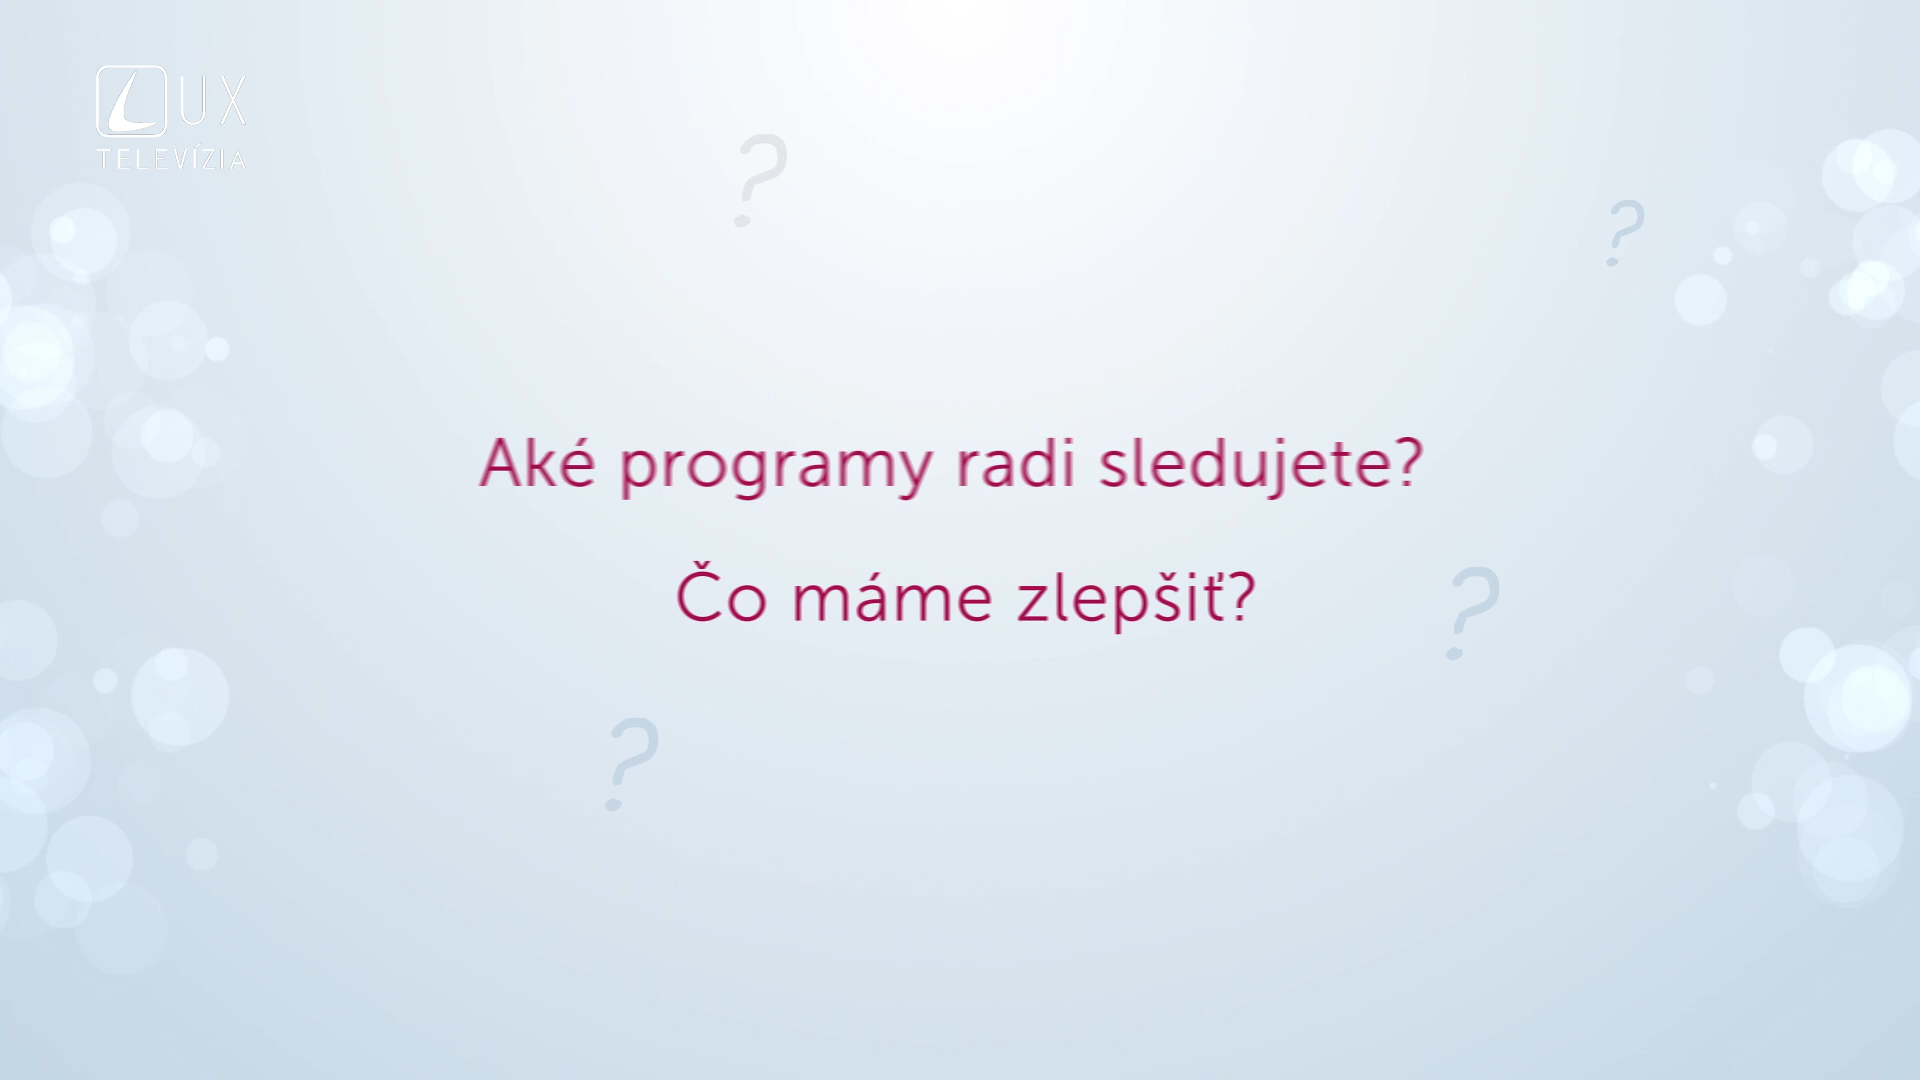 LUX
TELEVÍZIA
?
?
Aké programy radi sledujete?
Čo máme zlepšiť?
?
?